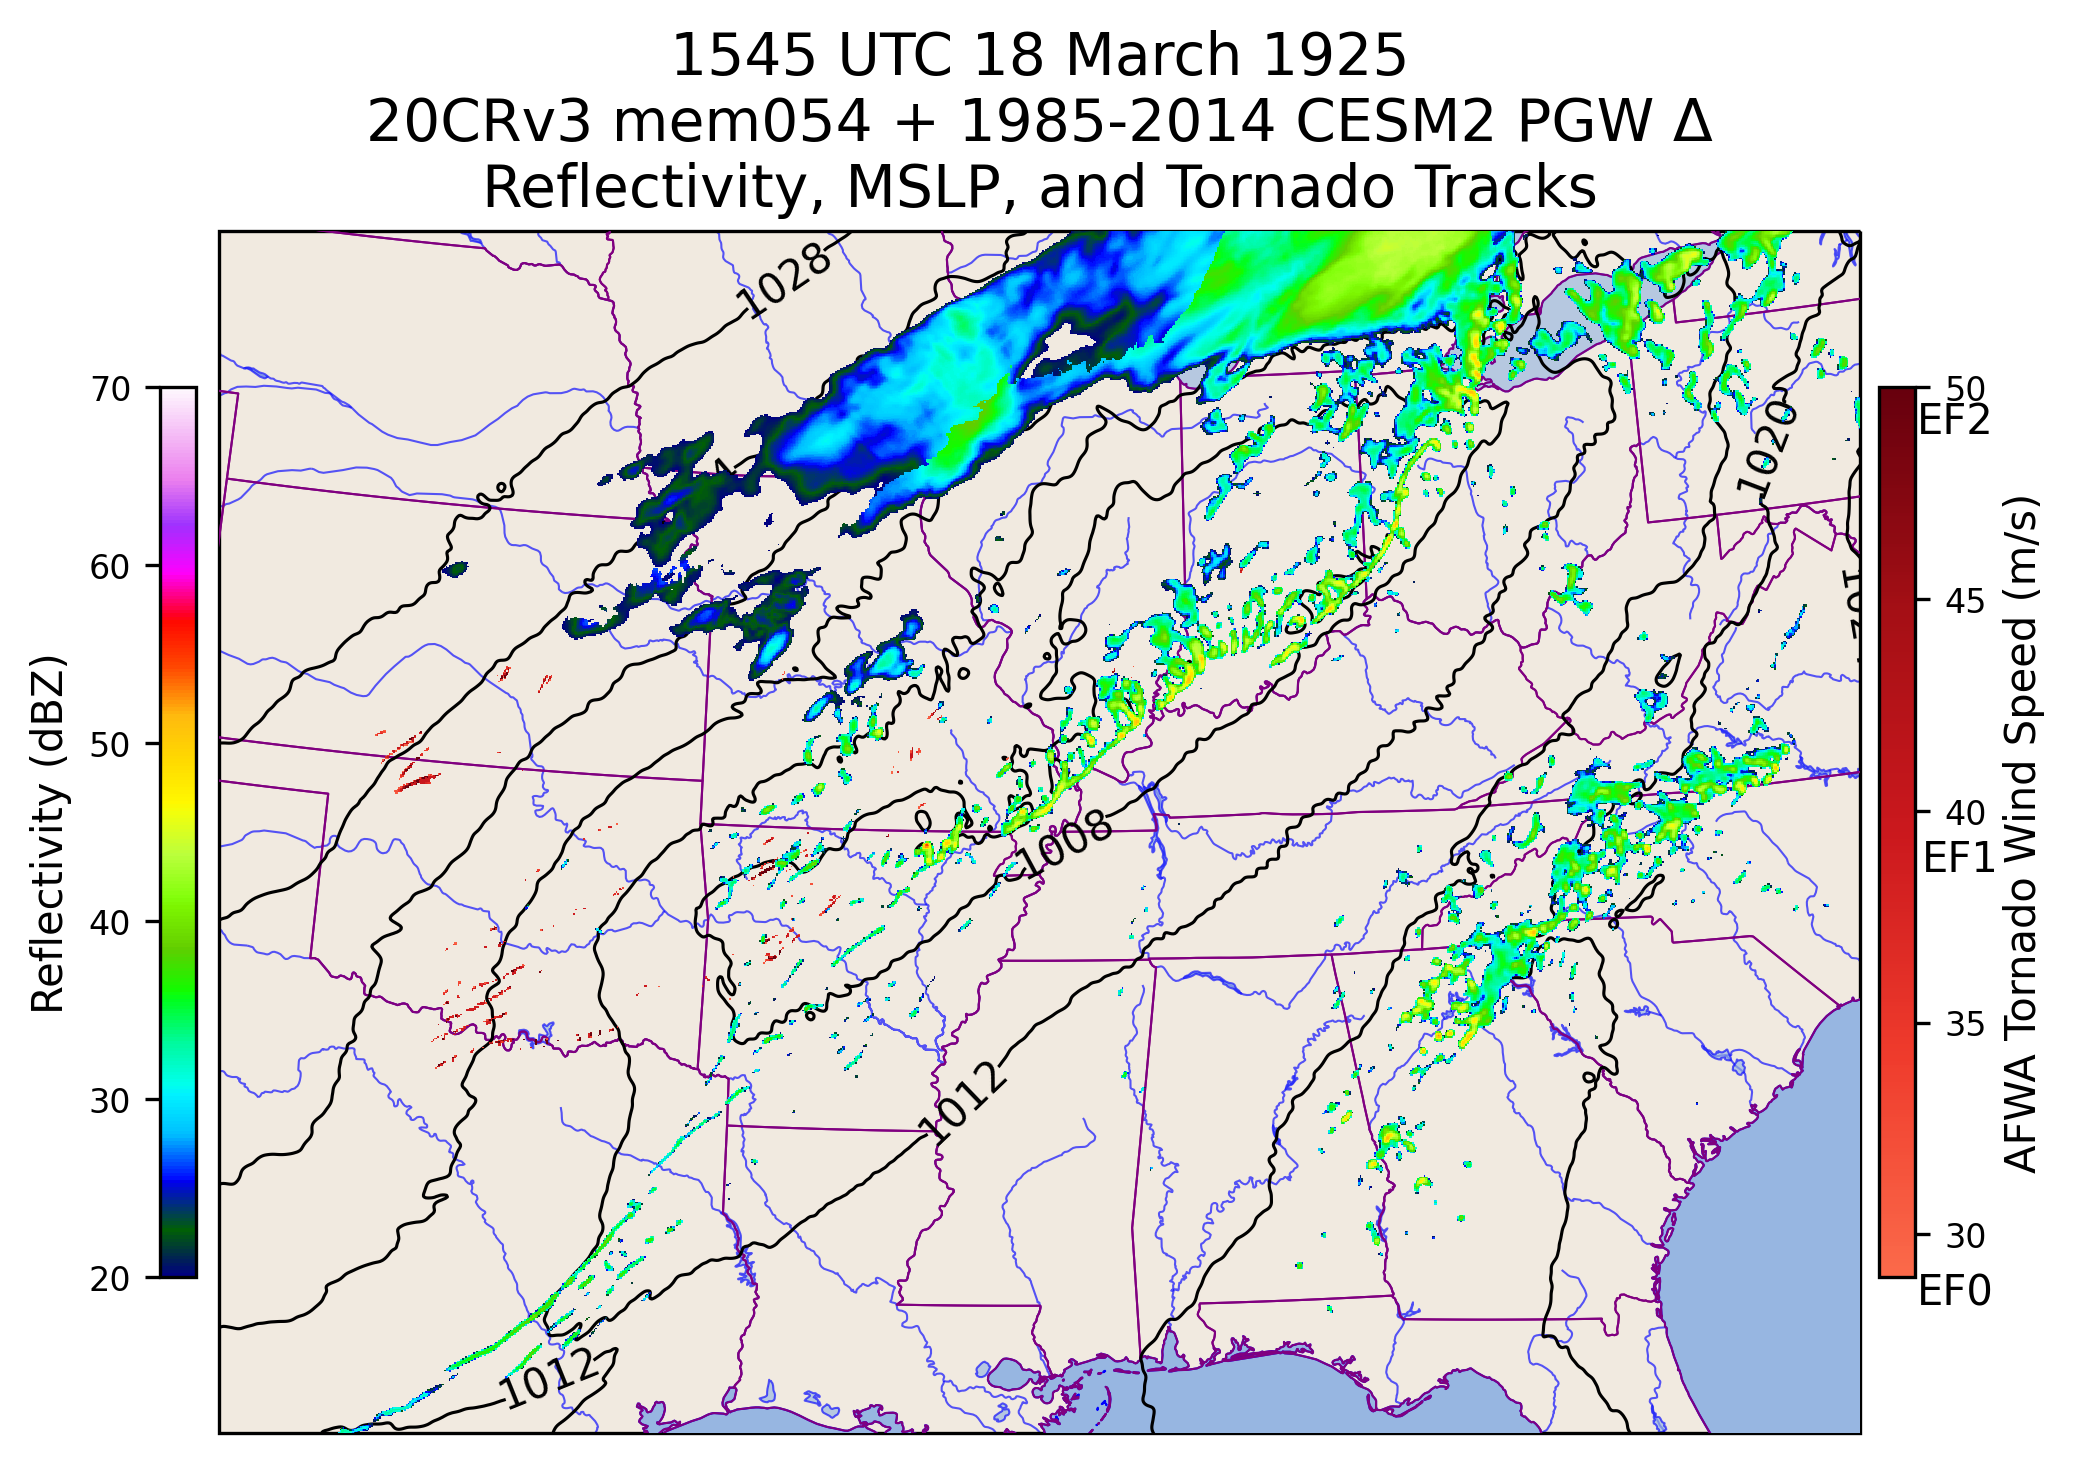 1545 UTC 18 March 1925
20CRv3 mem054 + 1985-2014 CESM2 PGW Δ
Reflectivity, MSLP, and Tornado Tracks
1028
1020
1008
1012
1012
Reflectivity (dBZ)
70
60
50
40
30
20
50
EF2
45
40
EF1
35
30
EF0
AFWA Tornado Wind Speed (m/s)